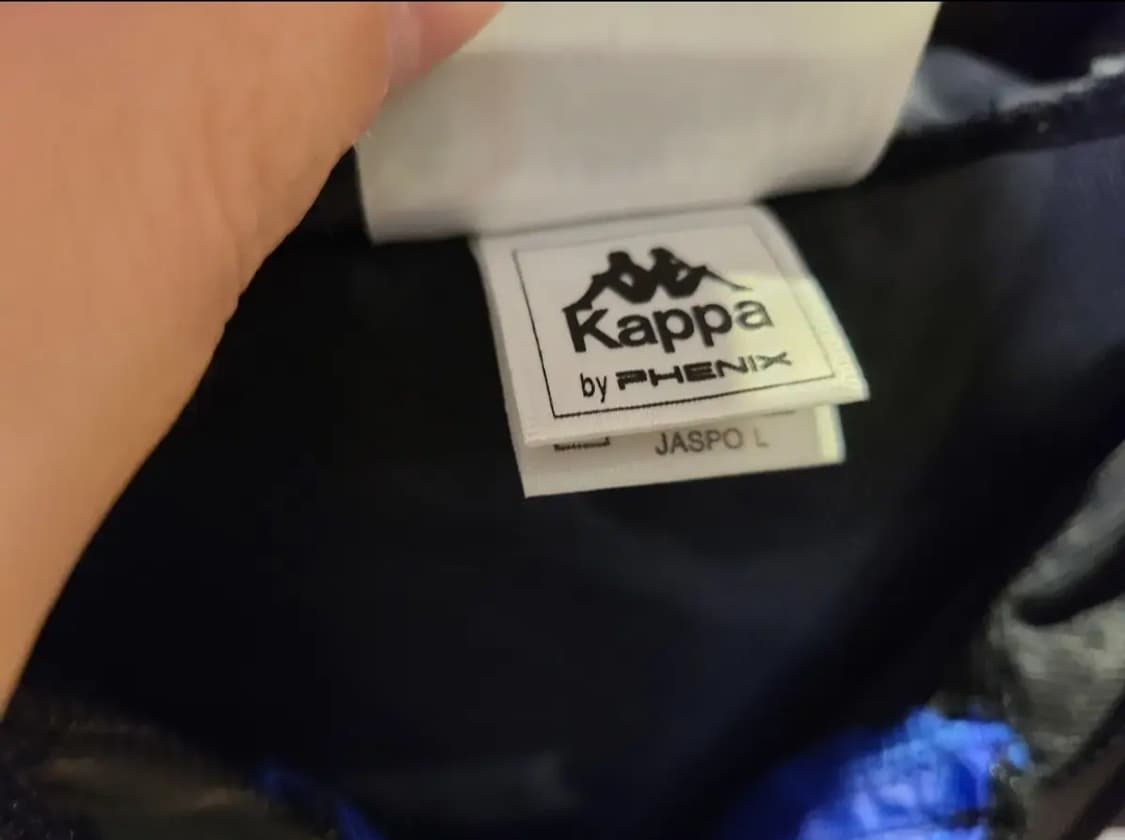 Kappa
by PHENIX
JASPO L